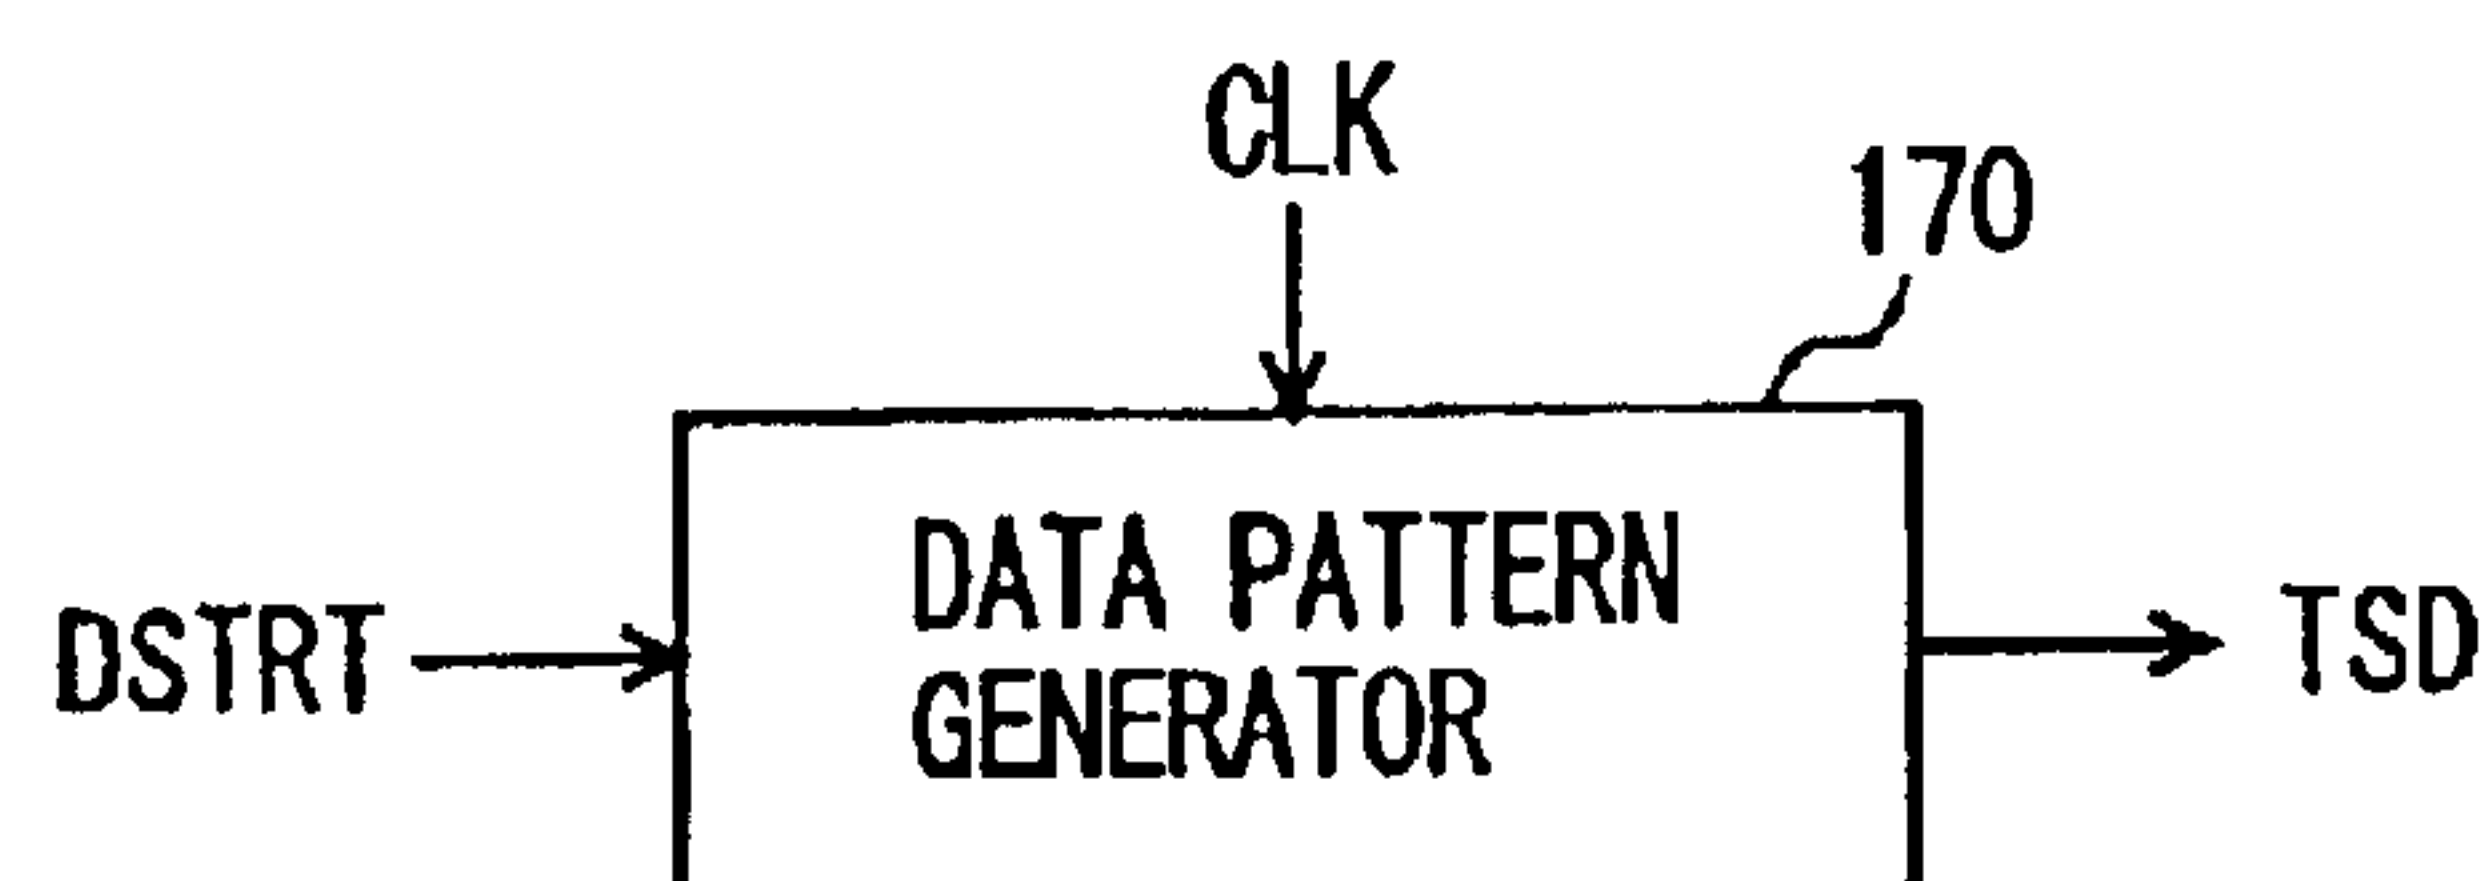 CLK
170
DATA PATTERN
GENERATOR
DSTRT
TSD